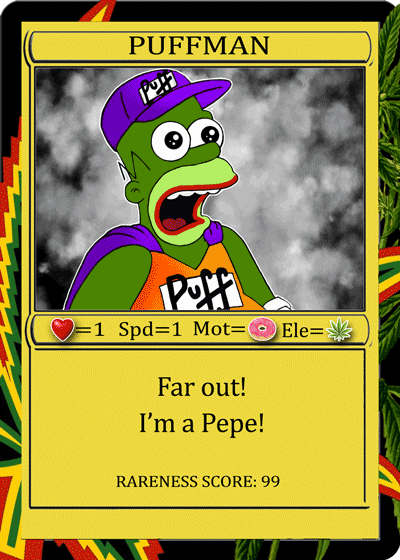 PUFFMAN
Puff
Puff
=1 Spd=1 Mot= Ele=
Far out!
I'm a Pepe!
RARENESS SCORE: 99